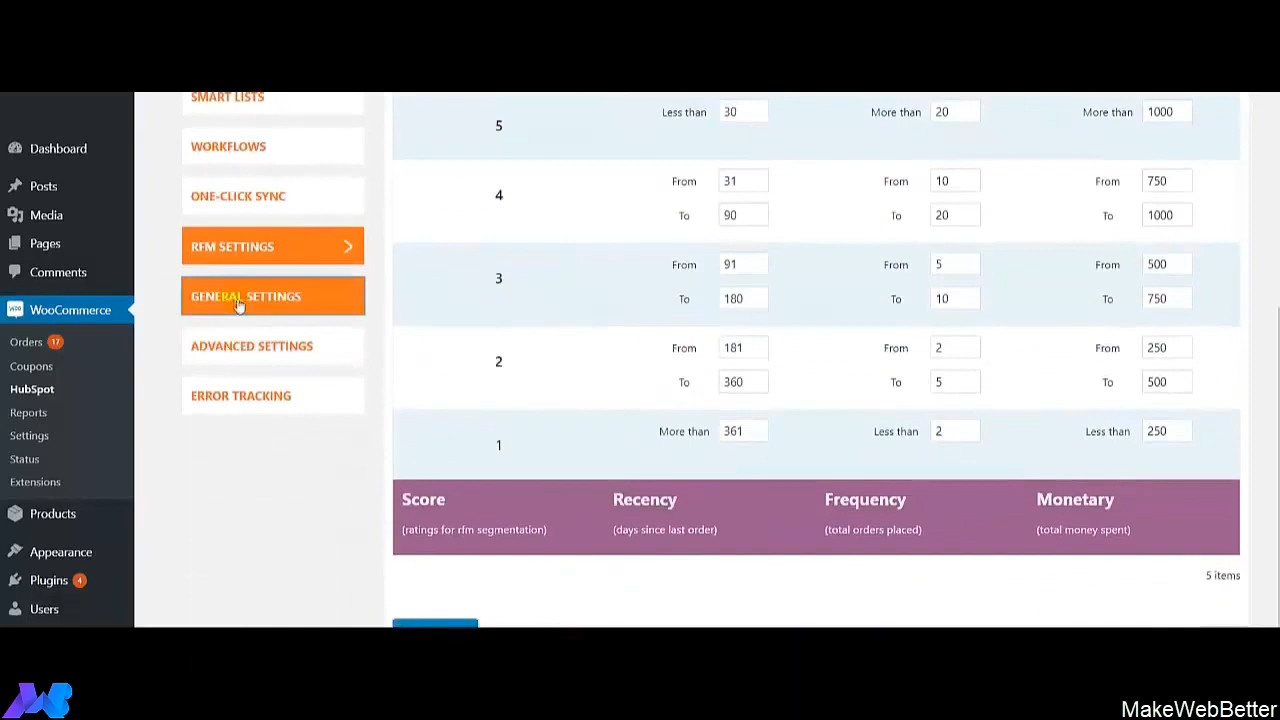 SMART LISTS
WORKFLOWS
ONE-CLICK SYNC
RFM SETTINGS
GENERAL SETTINGS
ADVANCED SETTINGS
ERROR TRACKING
Dashboard
Posts
Media
Pages
Comments
WooCommerce
Orders 17
Coupons
HubSpot
Reports
Settings
Status
Extensions
Products
Appearance
Plugins 4
Users
5 Less than 30 More than 20 More than 1000
4 From 31 From 10 From 750
To 90 To 20 To 1000
3 From 91 From 5 From 500
To 180 To 10 To 750
2 From 181 From 2 From 250
To 360 To 5 To 500
1 More than 361 Less than 2 Less than 250
Score Recency Frequency Monetary
(ratings for rfm segmentation) (days since last order) (total orders placed) (total money spent)
5 items
MakeWebBetter